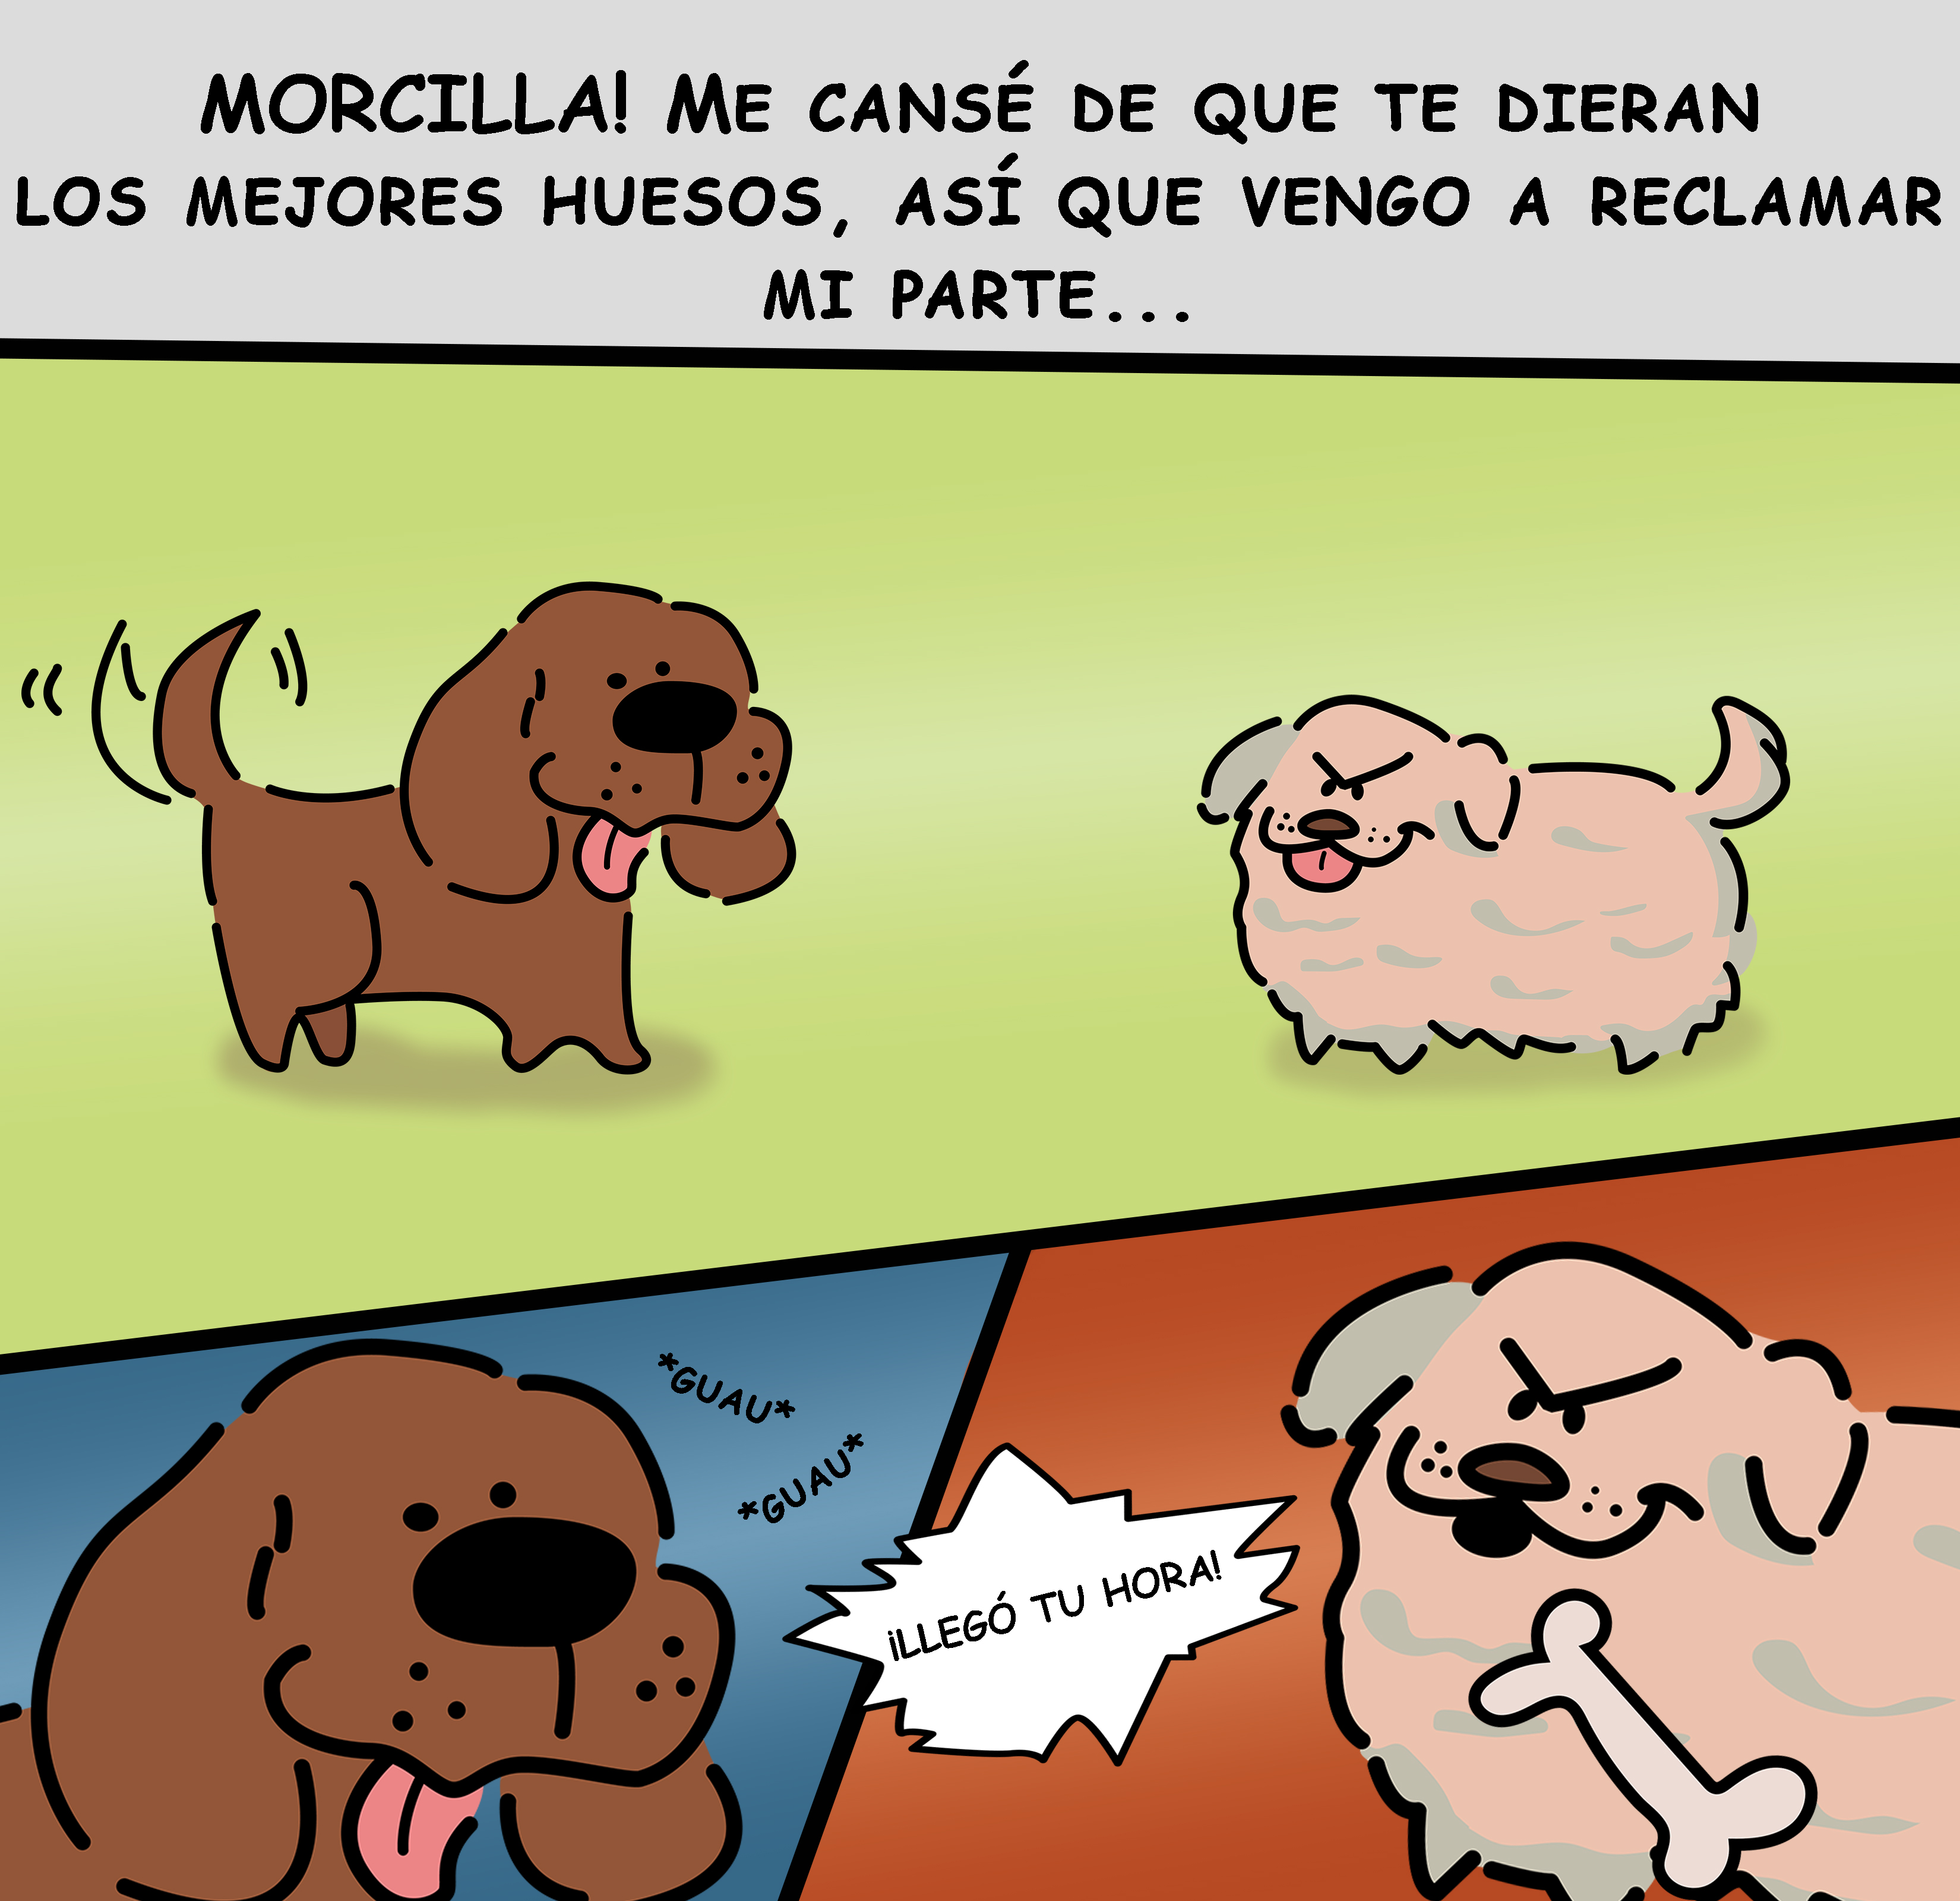 MORCILLA! ME CANSÉ DE QUE TE DIERAN
LOS MEJORES HUESOS, ASÍ QUE VENGO A RECLAMAR
MI PARTE...
*GUAU*
*GUAU*
¡LLEGÓ TU HORA!